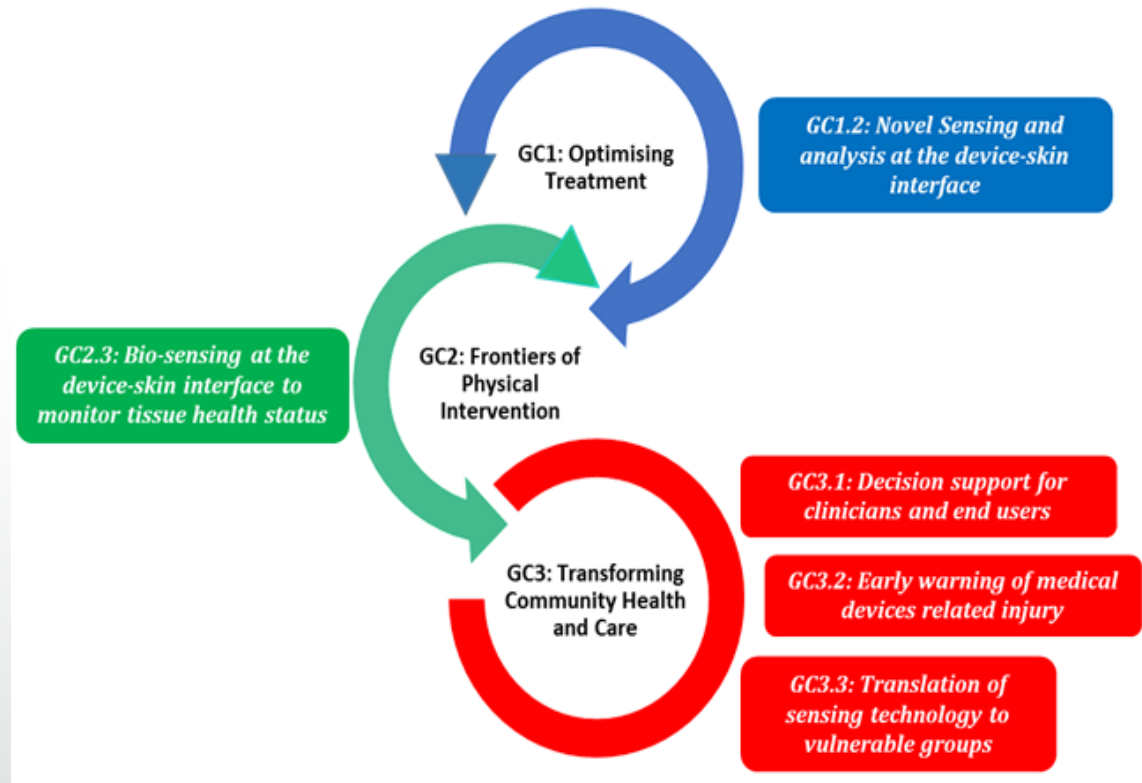 GC1: Optimising
Treatment
GC1.2: Novel Sensing and
analysis at the device-skin
interface
GC2.3: Bio-sensing at the
device-skin interface to
monitor tissue health status
GC2: Frontiers of
Physical
Intervention
GC3: Transforming
Community Health
and Care
GC3.1: Decision support for
clinicians and end users
GC3.2: Early warning of medical
devices related injury
GC3.3: Translation of
sensing technology to
vulnerable groups